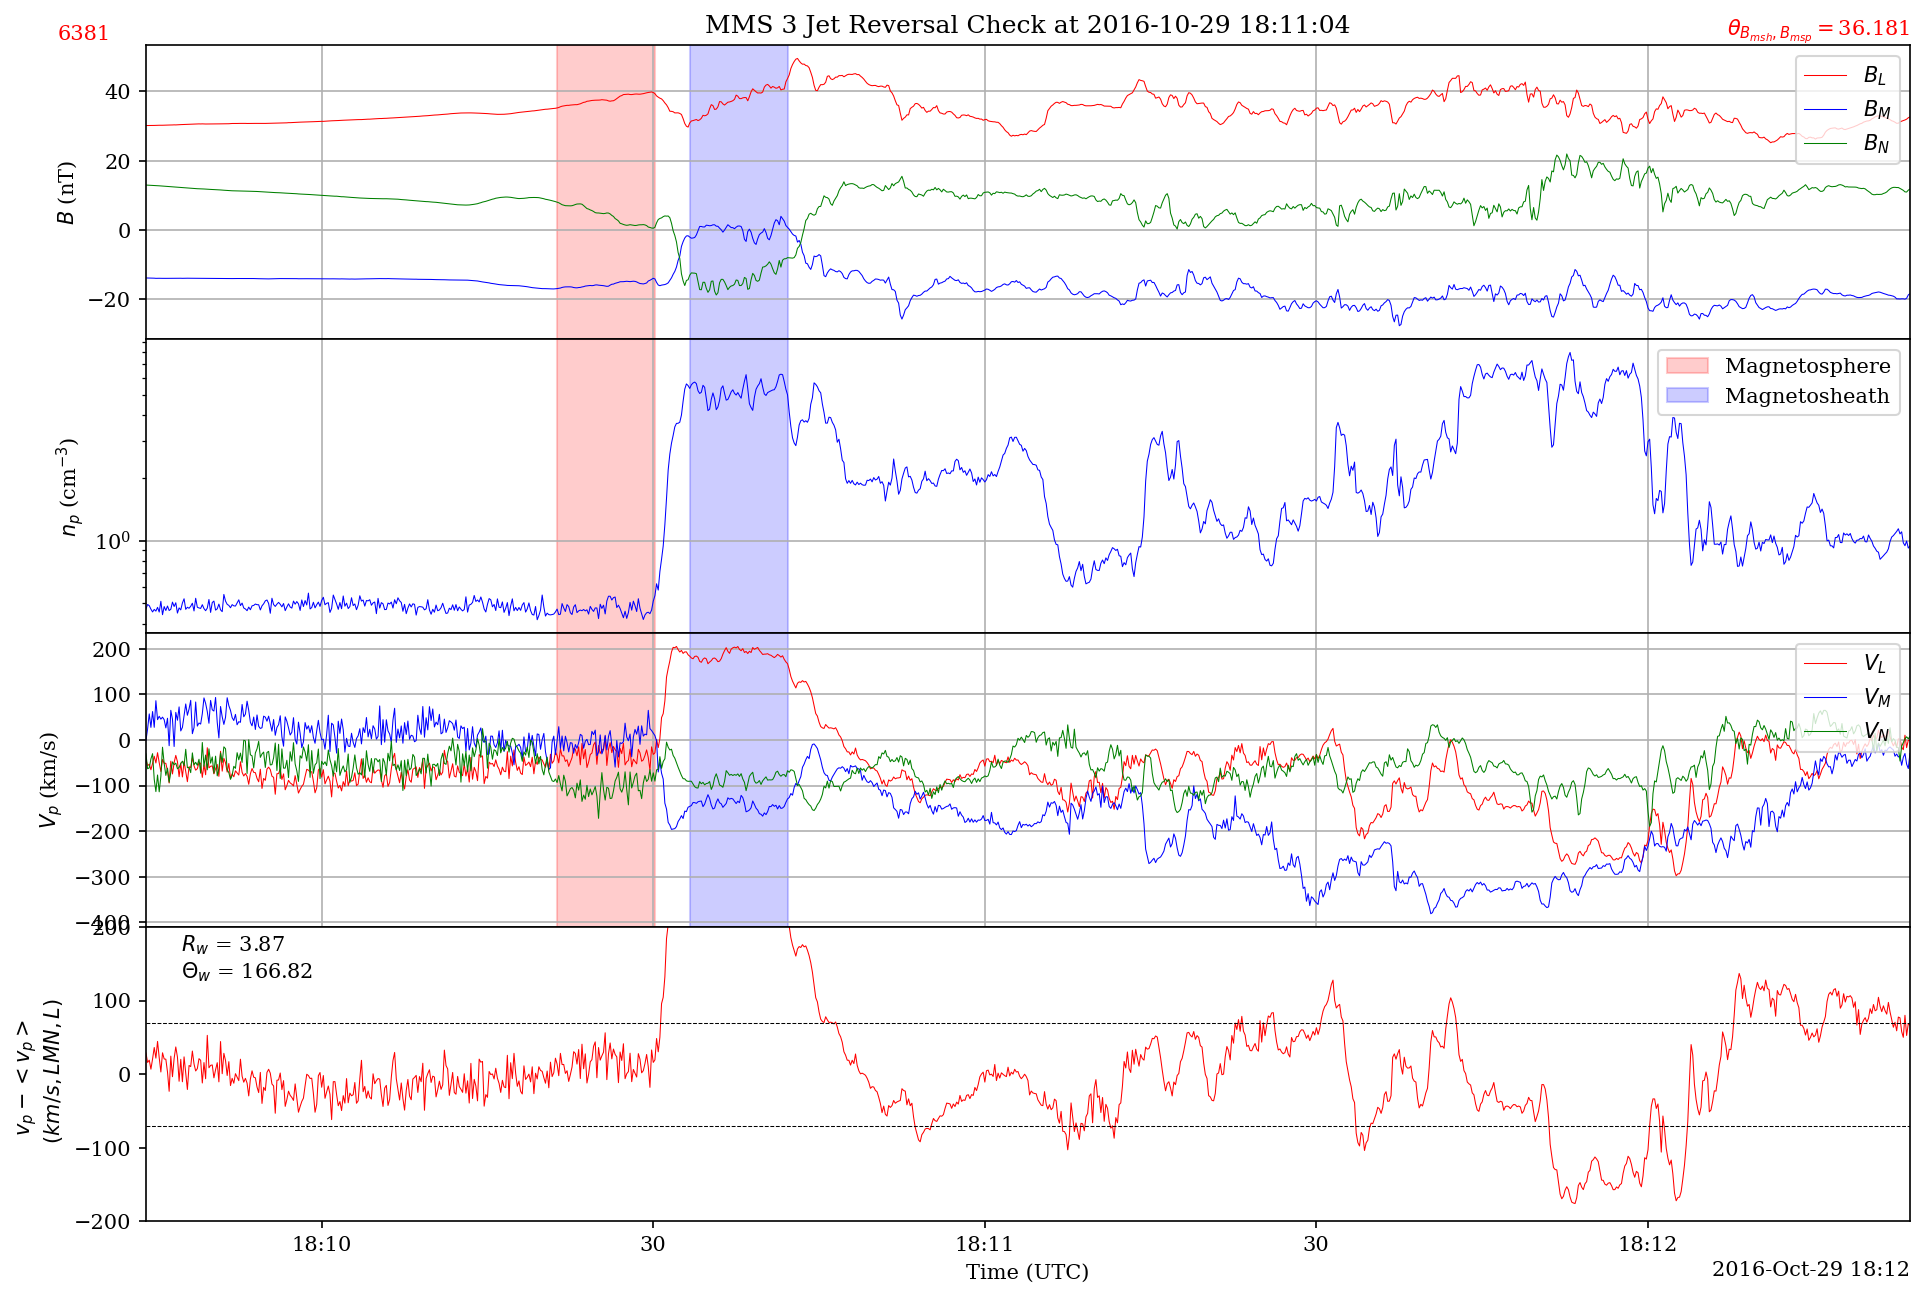 MMS 3 Jet Reversal Check at 2016-10-29 18:11:04
6381
θ_{B_{msh}, B_{msp}} = 36.181
40
20
0
−20
B (nT)
B_L
B_M
B_N
10⁰
n_p (cm⁻³)
Magnetosphere
Magnetosheath
200
100
0
−100
−200
−300
−400
V_p (km/s)
V_L
V_M
V_N
200
100
0
−100
−200
v_p − <v_p>
(km/s, LMN, L)
R_w = 3.87
Θ_w = 166.82
18:10
30
18:11
30
18:12
Time (UTC)
2016-Oct-29 18:12